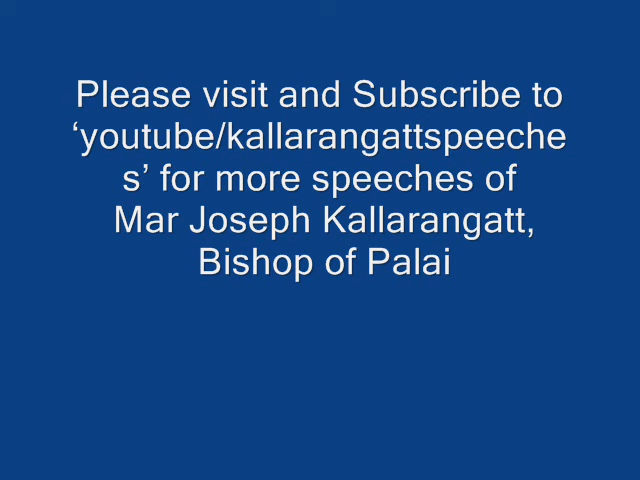 Please visit and Subscribe to
‘youtube/kallarangattspeeche
s’ for more speeches of
Mar Joseph Kallarangatt,
Bishop of Palai